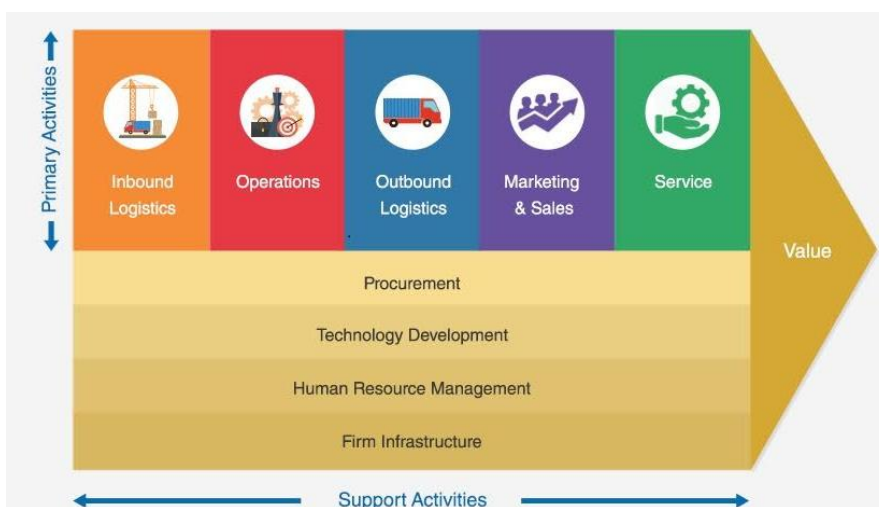 Primary Activities
Inbound
Logistics
Operations
Outbound
Logistics
Marketing
& Sales
Service
Value
Procurement
Technology Development
Human Resource Management
Firm Infrastructure
Support Activities